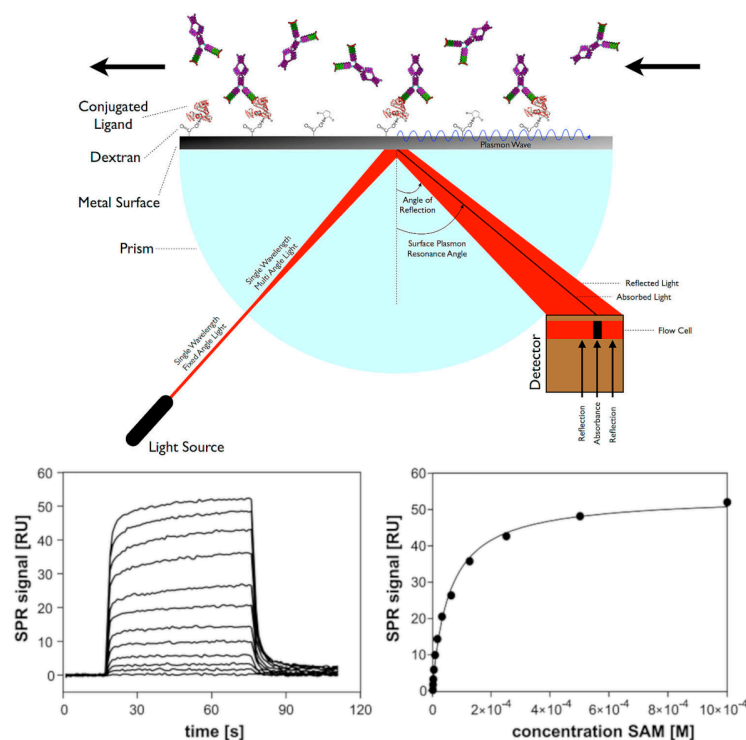 Conjugated
Ligand
Dextran
Metal Surface
Prism
Plasmon Wave
Angle of
Reflection
Surface Plasmon
Resonance Angle
Single Wavelength
Multi Angle Light
Single Wavelength
Fixed Angle Light
Light Source
Reflected Light
Absorbed Light
Flow Cell
Detector
Reflection
Absorbance
Reflection
SPR signal [RU]
60
50
40
30
20
10
0
0 30 60 90 120
time [s]
SPR signal [RU]
60
50
40
30
20
10
0
0 2×10⁻⁴ 4×10⁻⁴ 6×10⁻⁴ 8×10⁻⁴ 10×10⁻⁴
concentration SAM [M]